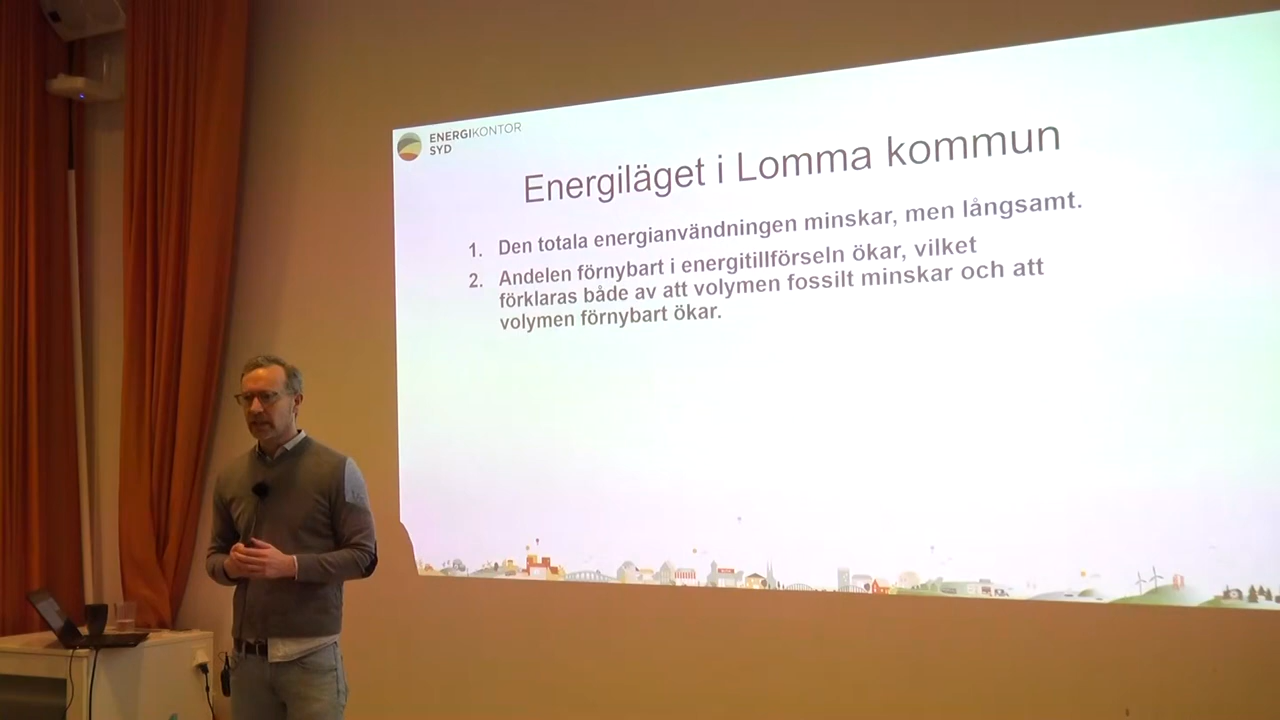 ENERGIKONTOR
SYD
Energiläget i Lomma kommun
1. Den totala energianvändningen minskar, men långsamt.
2. Andelen förnybart i energitillförseln ökar, vilket
förklaras både av att volymen fossilt minskar och att
volymen förnybart ökar.